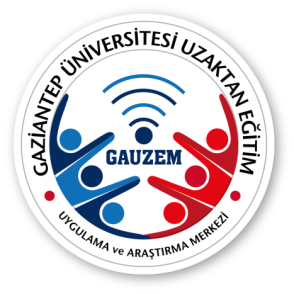 GAZİANTEP ÜNİVERSİTESİ UZAKTAN EĞİTİM
GAUZEM
UYGULAMA ve ARAŞTIRMA MERKEZİ